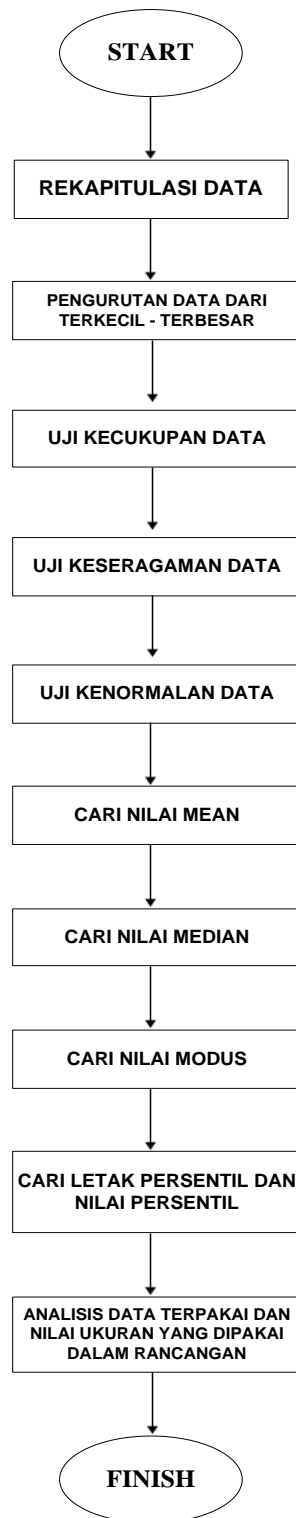 START
REKAPITULASI DATA
PENGURUTAN DATA DARI
TERKECIL - TERBESAR
UJI KECUKUPAN DATA
UJI KESERAGAMAN DATA
UJI KENORMALAN DATA
CARI NILAI MEAN
CARI NILAI MEDIAN
CARI NILAI MODUS
CARI LETAK PERSENTIL DAN
NILAI PERSENTIL
ANALISIS DATA TERPAKAI DAN
NILAI UKURAN YANG DIPAKAI
DALAM RANCANGAN
FINISH